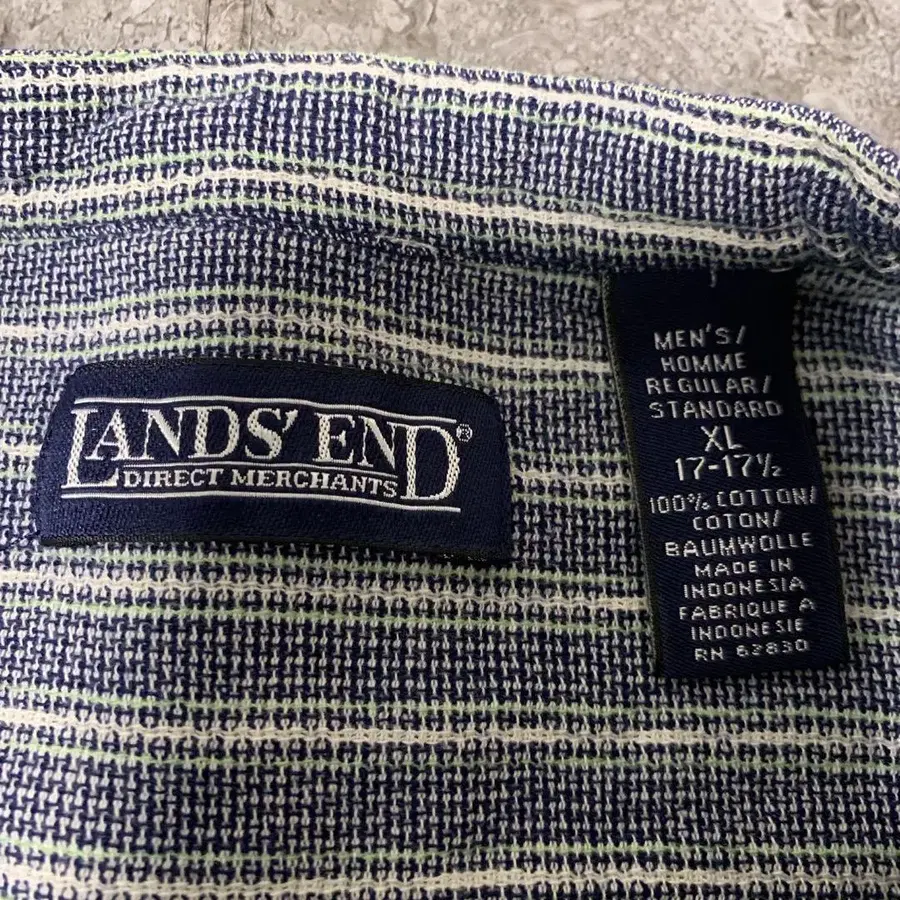 LANDS' END®
DIRECT MERCHANTS
MEN'S/
HOMME
REGULAR/
STANDARD
XL
17-17½
100% COTTON/
COTON/
BAUMWOLLE
MADE IN
INDONESIA
FABRIQUE A
INDONESIE
RN 62830